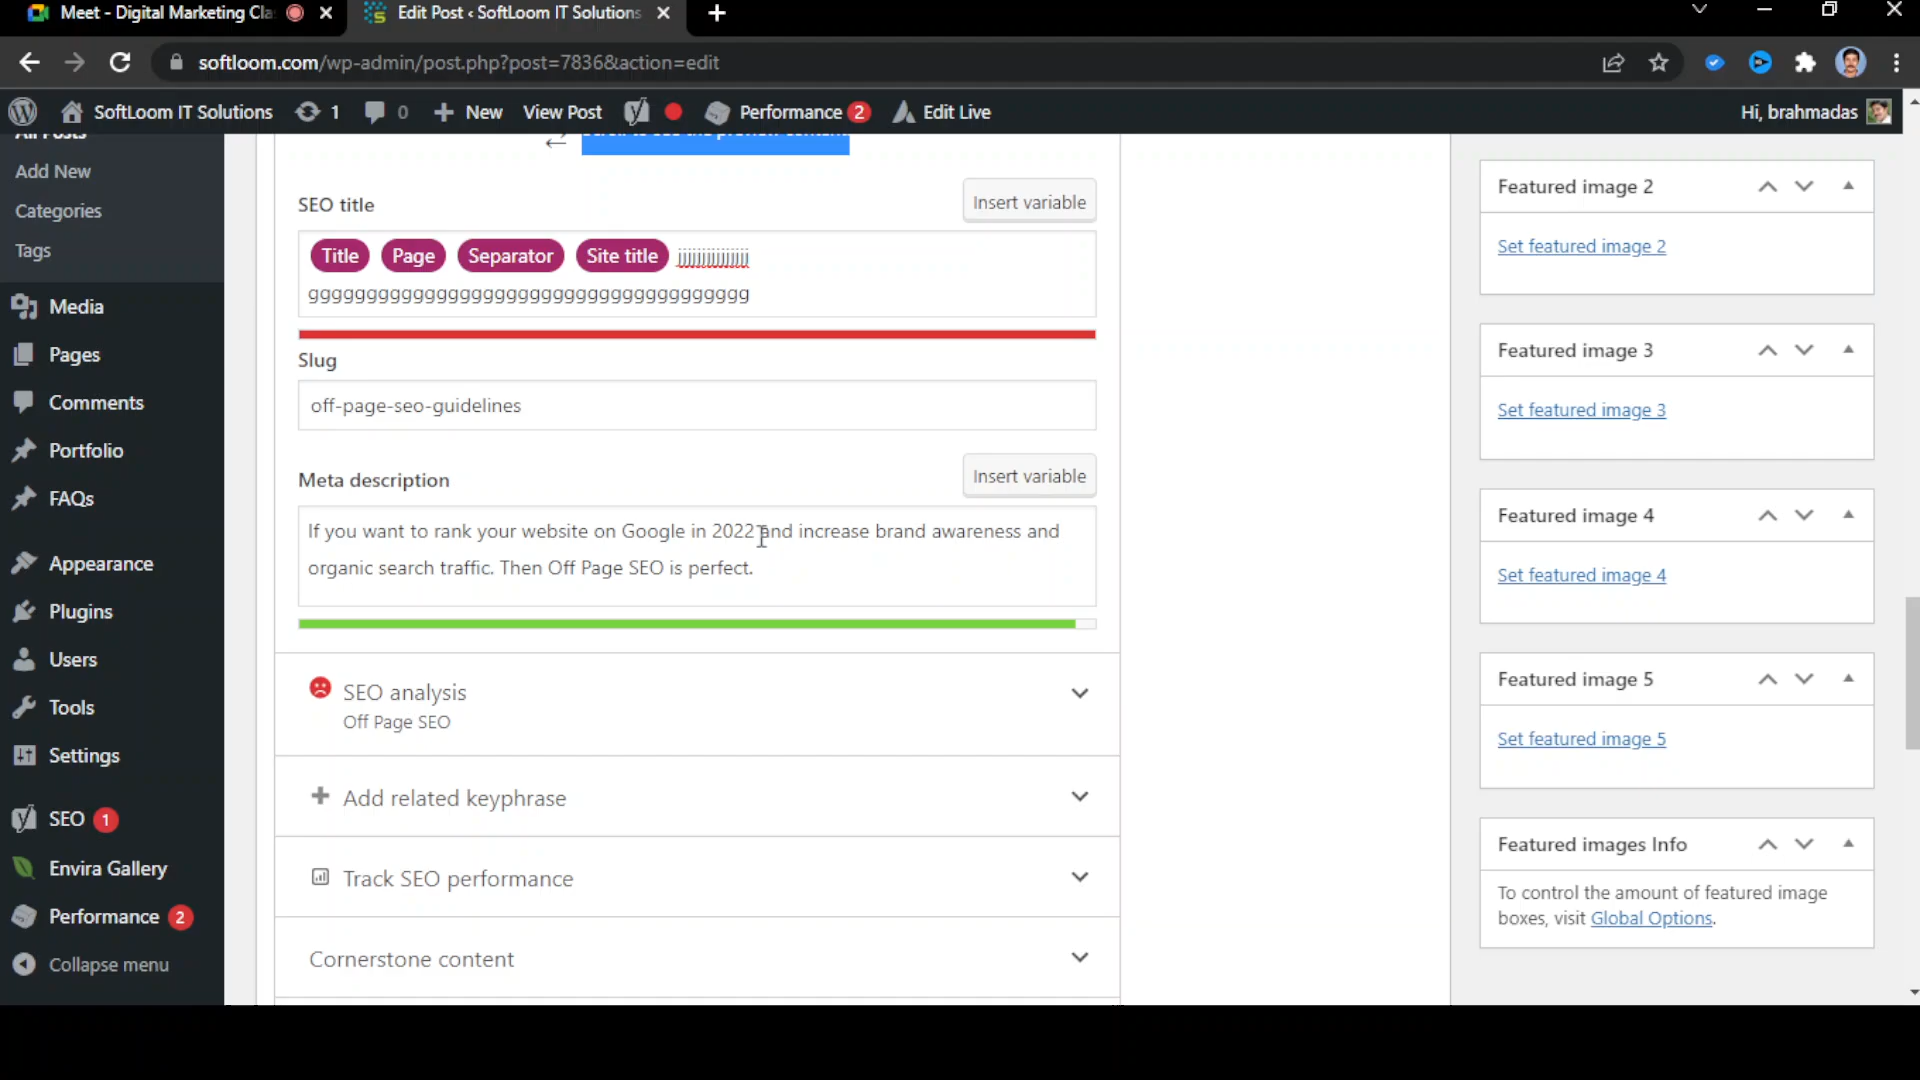 Meet - Digital Marketing Cla
Edit Post ‹ SoftLoom IT Solutions
softloom.com/wp-admin/post.php?post=7836&action=edit
SoftLoom IT Solutions 1 0 New View Post Performance 2 Edit Live Hi, brahmadas
All Posts
Add New
Categories
Tags
Media
Pages
Comments
Portfolio
FAQs
Appearance
Plugins
Users
Tools
Settings
SEO 1
Envira Gallery
Performance 2
Collapse menu
SEO title
Insert variable
Title Page Separator Site title
Slug
off-page-seo-guidelines
Meta description
Insert variable
If you want to rank your website on Google in 2022 and increase brand awareness and
organic search traffic. Then Off Page SEO is perfect.
SEO analysis
Off Page SEO
Add related keyphrase
Track SEO performance
Cornerstone content
Featured image 2
Set featured image 2
Featured image 3
Set featured image 3
Featured image 4
Set featured image 4
Featured image 5
Set featured image 5
Featured images Info
To control the amount of featured image
boxes, visit Global Options.